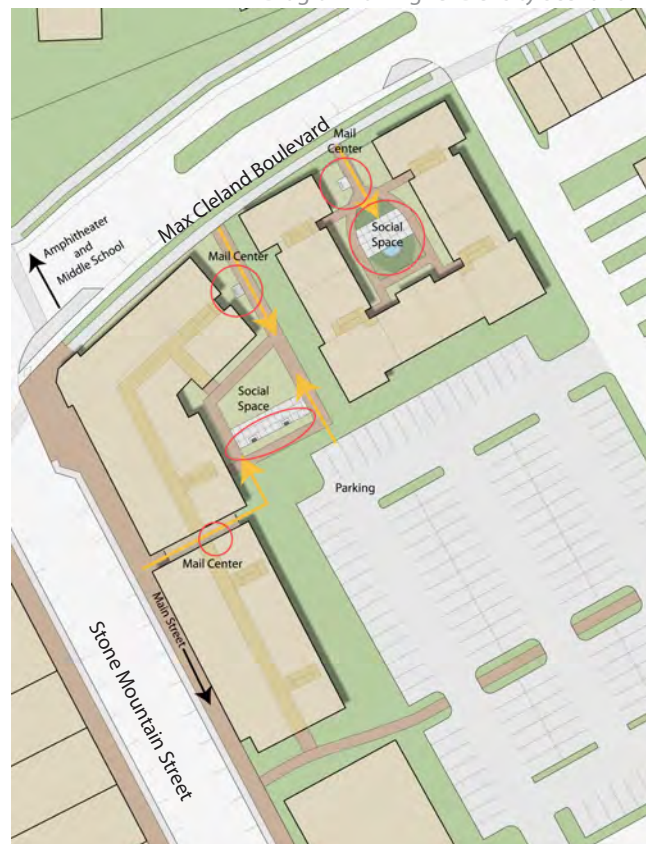 Max Cleland Boulevard
Mail
Center
Social
Space
Amphitheater
and
Middle School
Mail Center
Social
Space
Parking
Mail Center
Main Street
Stone Mountain Street